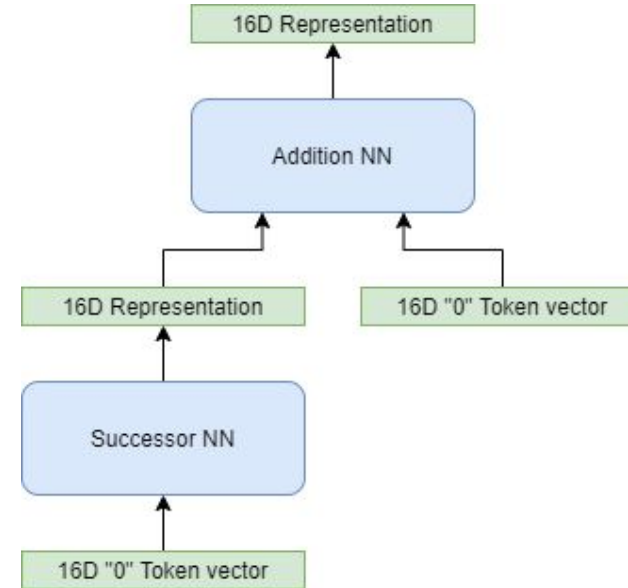 16D Representation
Addition NN
16D Representation
16D "0" Token vector
Successor NN
16D "0" Token vector